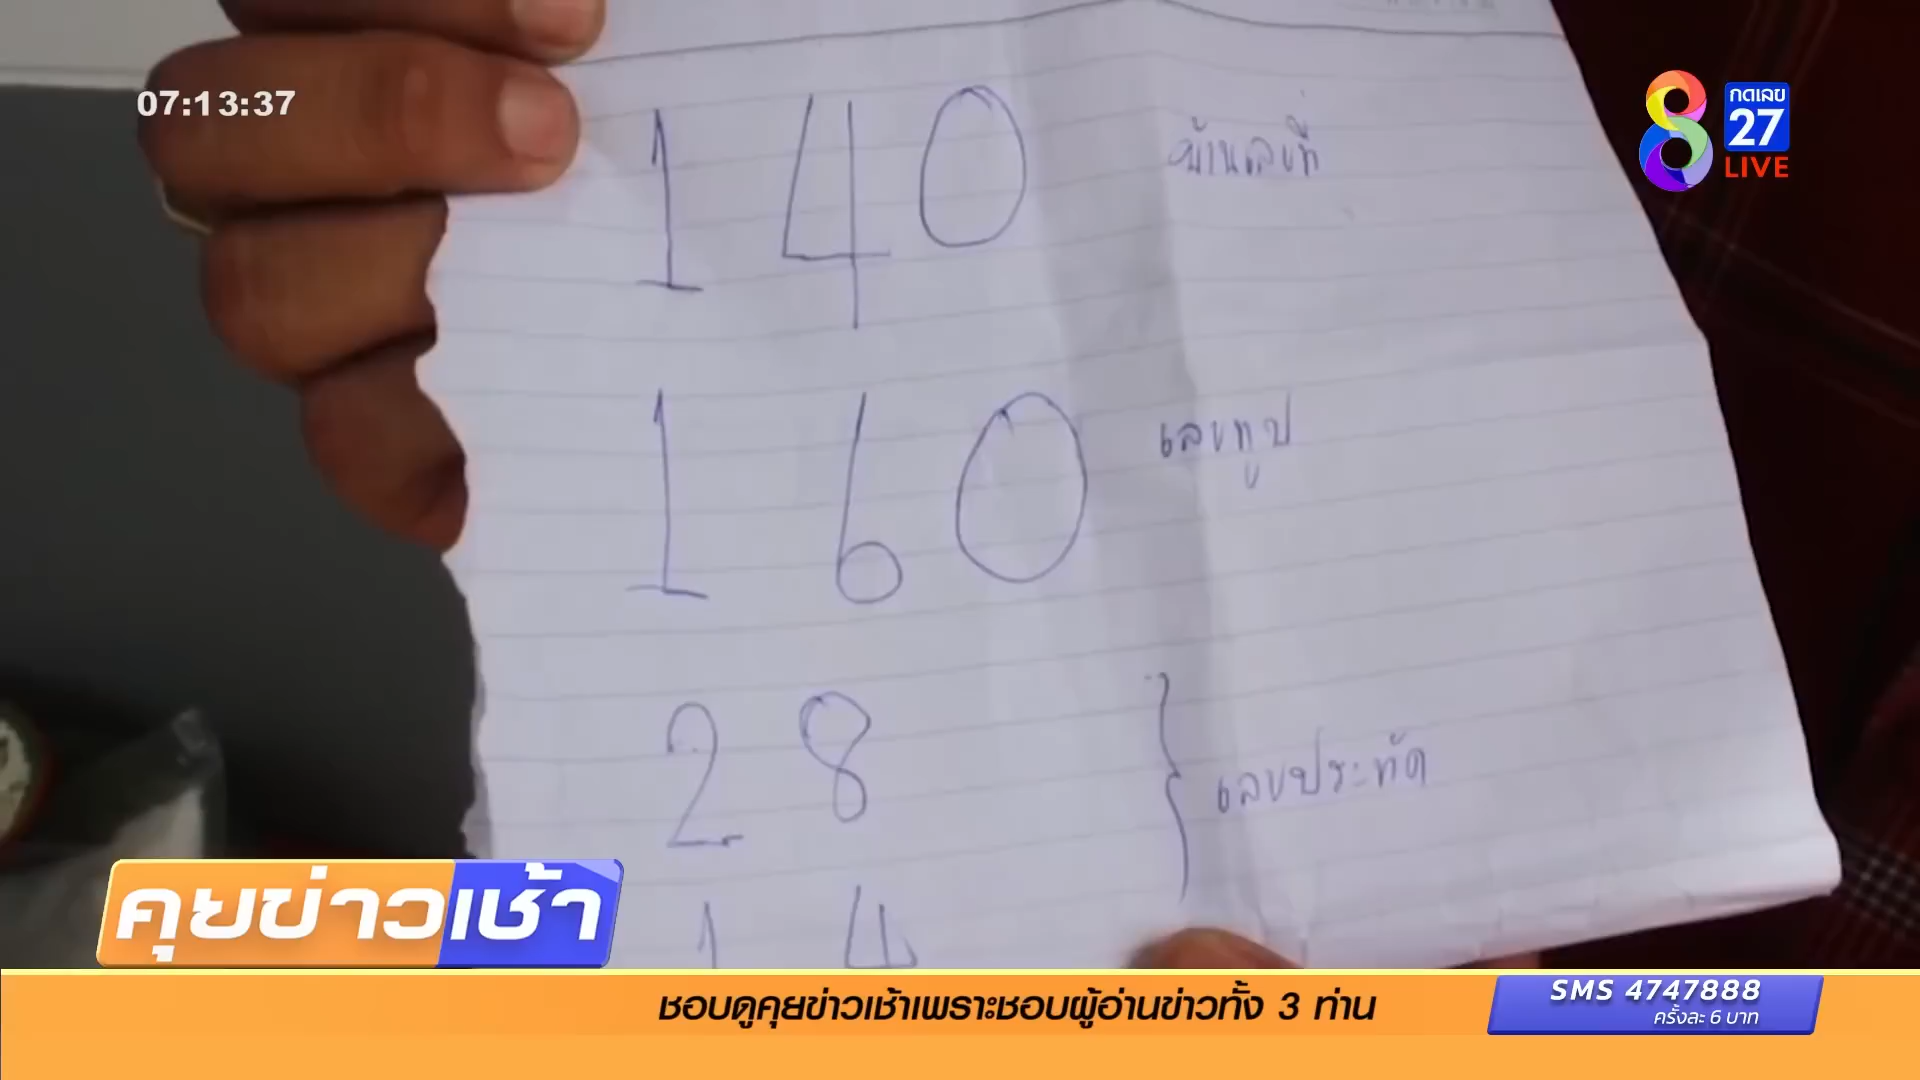 07:13:37
กดเลข
27
LIVE
140 บ้านเลขที่
160 เลขทูป
28 เลขประทัด
14
คุยข่าวเช้า
ชอบดูคุยข่าวเช้าเพราะชอบผู้อ่านข่าวทั้ง 3 ท่าน
SMS 4747888
ครั้งละ 6 บาท